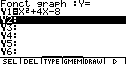 Fonct graph :Y=
Y1⊟X²+4X-8
Y2:
Y3:
Y4:
Y5:
Y6:
SEL DEL TYPE GMEM DRAW ▷